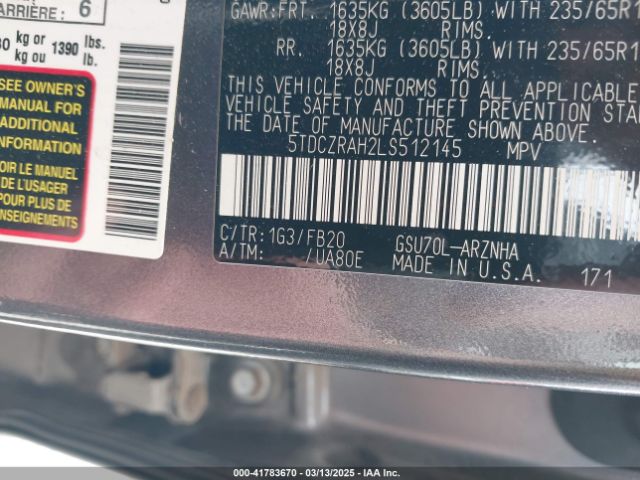 ARRIÈRE: 6
kg or 1390 lbs.
kg ou lb.
SEE OWNER'S
MANUAL FOR
ADDITIONAL
INFORMATION
VOIR LE MANUEL
DE L'USAGER
POUR PLUS DE
RENSEIGNEMENTS
GAWR: FRT. 1635KG (3605LB) WITH 235/65R1
18X8J RIMS.
RR. 1635KG (3605LB) WITH 235/65R1
18X8J RIMS.
THIS VEHICLE CONFORMS TO ALL APPLICABLE
VEHICLE SAFETY AND THEFT PREVENTION STA
THE DATE OF MANUFACTURE SHOWN ABOVE.
5TDCZRAH2LS512145 MPV
C/TR: 1G3/FB20 GSU70L-ARZNHA
A/TM: /UA80E MADE IN U.S.A. 171
000-41783670 — 03/13/2025 — IAA Inc.